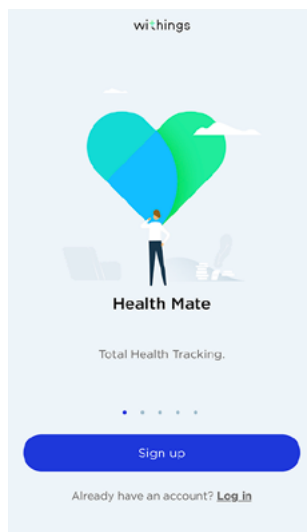 withings
Health Mate
Total Health Tracking.
Sign up
Already have an account? Log in